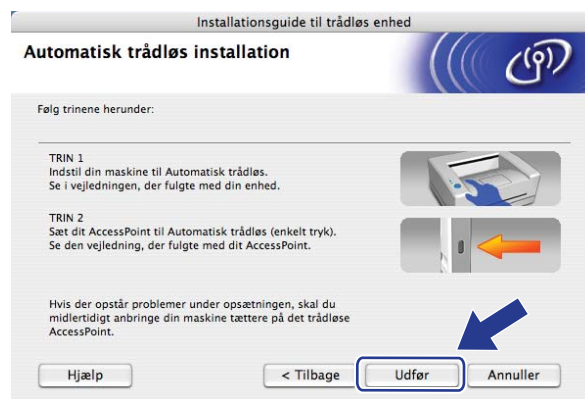 Installationsguide til trådløs enhed
Automatisk trådløs installation
Følg trinene herunder:
TRIN 1
Indstil din maskine til Automatisk trådløs.
Se i vejledningen, der fulgte med din enhed.
TRIN 2
Sæt dit AccessPoint til Automatisk trådløs (enkelt tryk).
Se den vejledning, der fulgte med dit AccessPoint.
Hvis der opstår problemer under opsætningen, skal du
midlertidigt anbringe din maskine tættere på det trådløse
AccessPoint.
Hjælp
< Tilbage
Udfør
Annuller